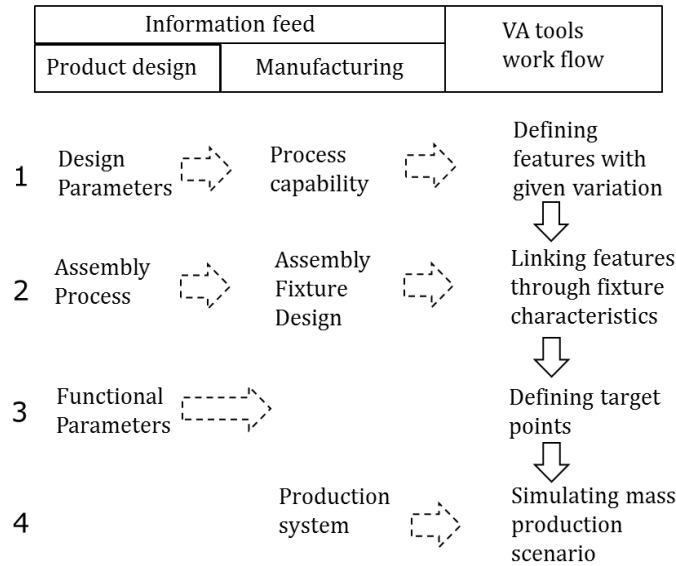 Information feed
VA tools
work flow
Product design
Manufacturing
1
Design
Parameters
Process
capability
Defining
features with
given variation
2
Assembly
Process
Assembly
Fixture
Design
Linking features
through fixture
characteristics
3
Functional
Parameters
Defining target
points
4
Production
system
Simulating mass
production
scenario